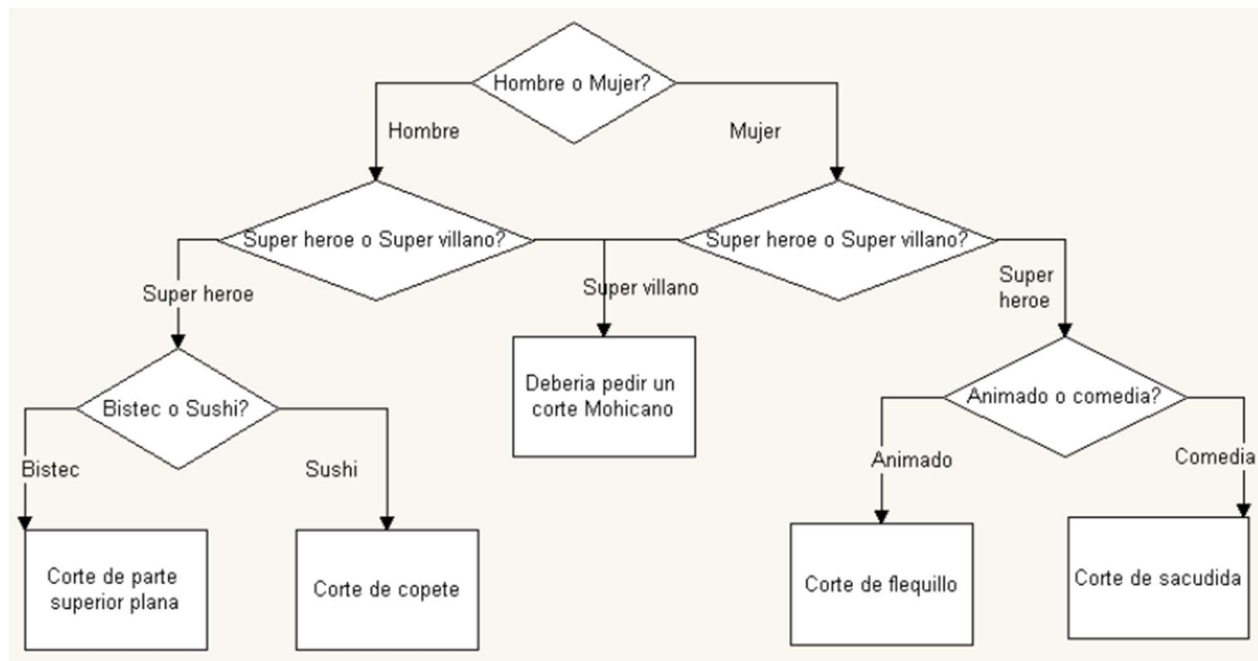 Hombre o Mujer?
Hombre
Mujer
Super heroe o Super villano?
Super heroe o Super villano?
Super heroe
Super villano
Super
heroe
Bistec o Sushi?
Deberia pedir un
corte Mohicano
Animado o comedia?
Bistec
Sushi
Animado
Comedia
Corte de parte
superior plana
Corte de copete
Corte de flequillo
Corte de sacudida